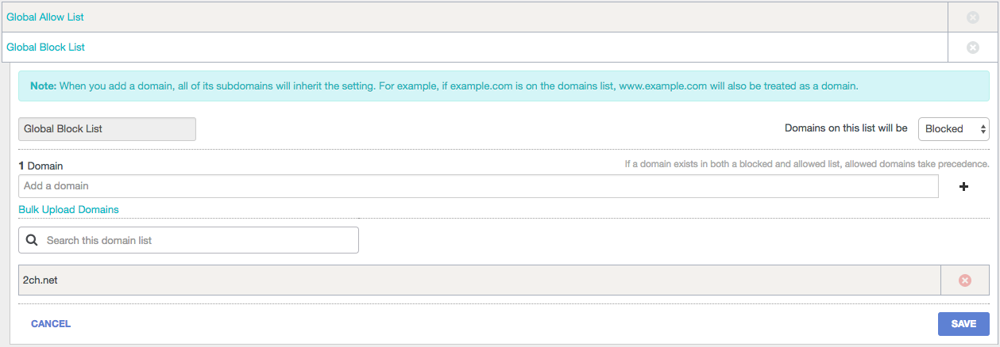 Global Allow List
Global Block List
Note: When you add a domain, all of its subdomains will inherit the setting. For example, if example.com is on the domains list, www.example.com will also be treated as a domain.
Global Block List
Domains on this list will be Blocked
1 Domain
If a domain exists in both a blocked and allowed list, allowed domains take precedence.
Add a domain
Bulk Upload Domains
Search this domain list
2ch.net
CANCEL
SAVE